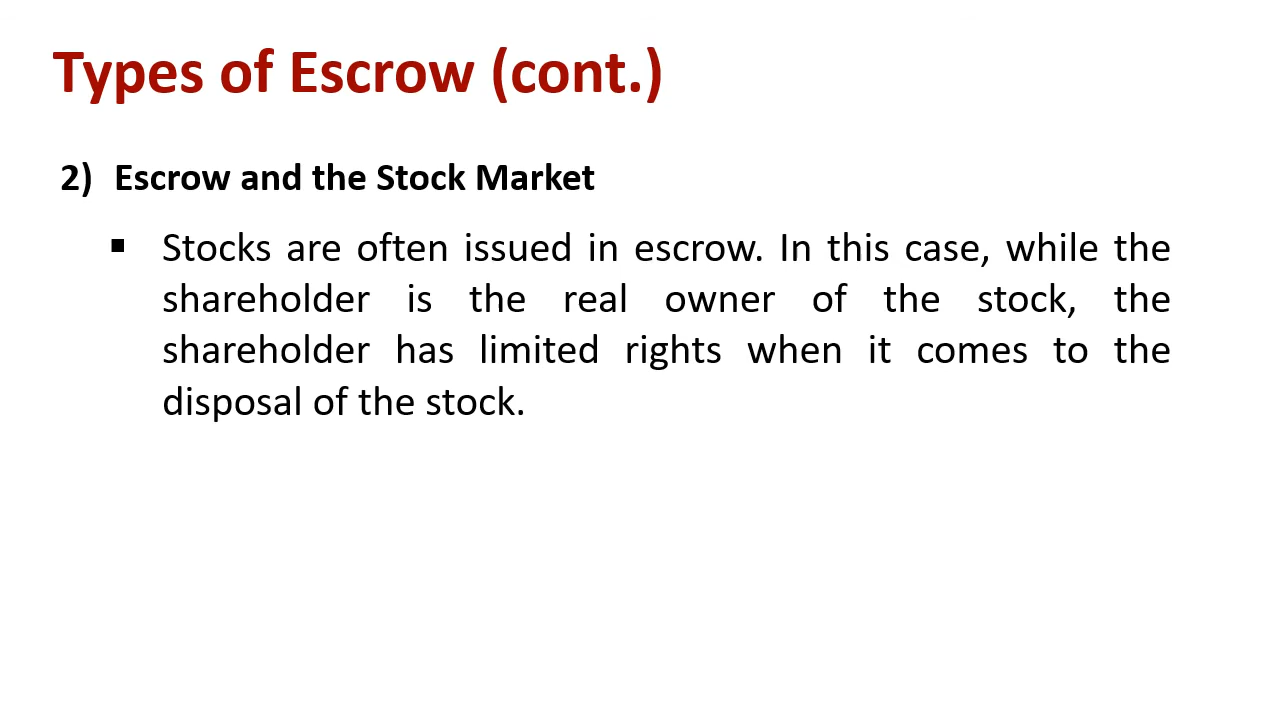 Types of Escrow (cont.)
2) Escrow and the Stock Market
▪ Stocks are often issued in escrow. In this case, while the
shareholder is the real owner of the stock, the
shareholder has limited rights when it comes to the
disposal of the stock.